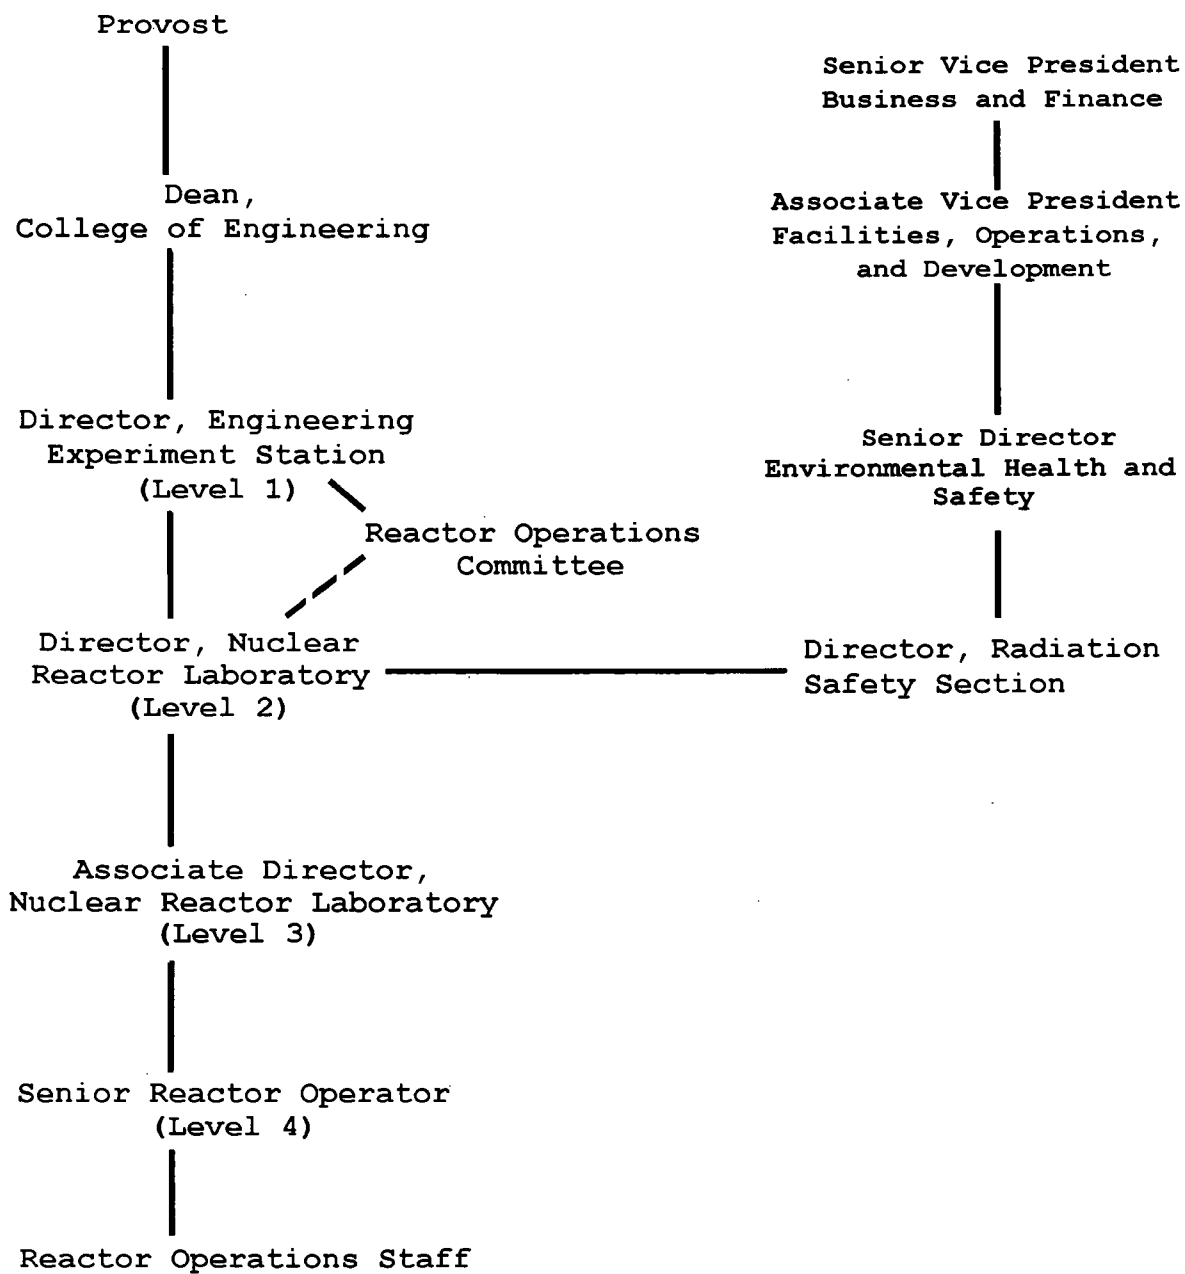 Provost
Senior Vice President
Business and Finance
Dean,
College of Engineering
Associate Vice President
Facilities, Operations,
and Development
Director, Engineering
Experiment Station
(Level 1)
Senior Director
Environmental Health and
Safety
Reactor Operations
Committee
Director, Nuclear
Reactor Laboratory
(Level 2)
Director, Radiation
Safety Section
Associate Director,
Nuclear Reactor Laboratory
(Level 3)
Senior Reactor Operator
(Level 4)
Reactor Operations Staff